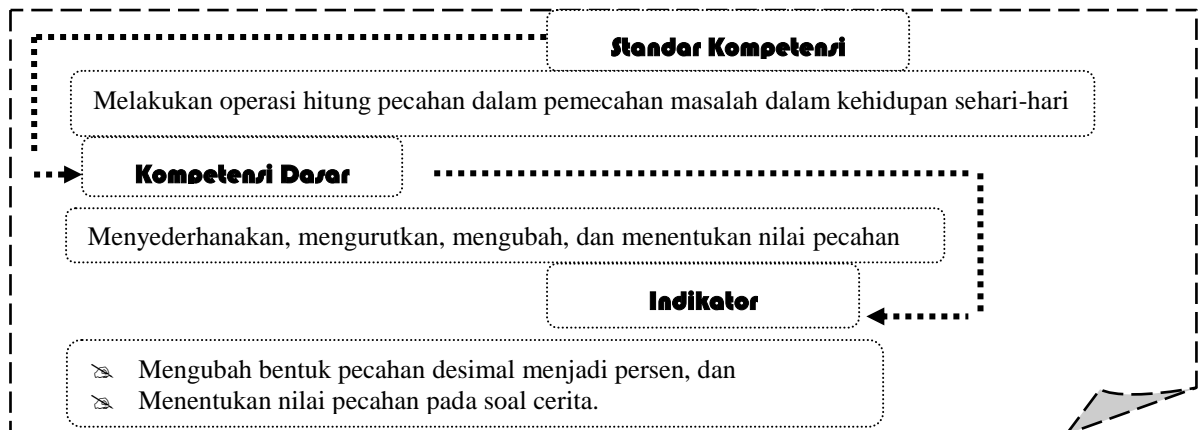 Standar Kompetensi
Melakukan operasi hitung pecahan dalam pemecahan masalah dalam kehidupan sehari-hari
Kompetensi Dasar
Menyederhanakan, mengurutkan, mengubah, dan menentukan nilai pecahan
Indikator
Mengubah bentuk pecahan desimal menjadi persen, dan
Menentukan nilai pecahan pada soal cerita.